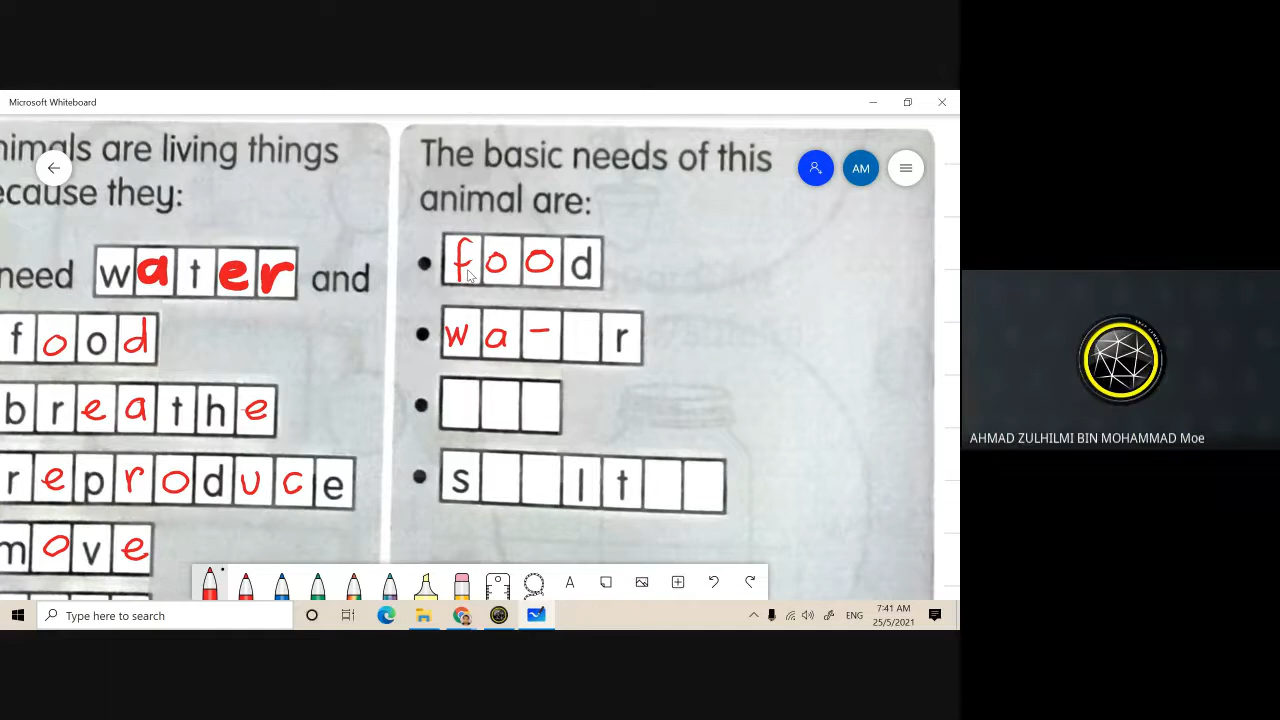 Microsoft Whiteboard
nimals are living things
ecause they:
need water and
food
breathe
reproduce
move
The basic needs of this
animal are:
food
wa- r
s lt
AM
AHMAD ZULHILMI BIN MOHAMMAD Moe
A
Type here to search
ENG
7:41 AM
25/5/2021